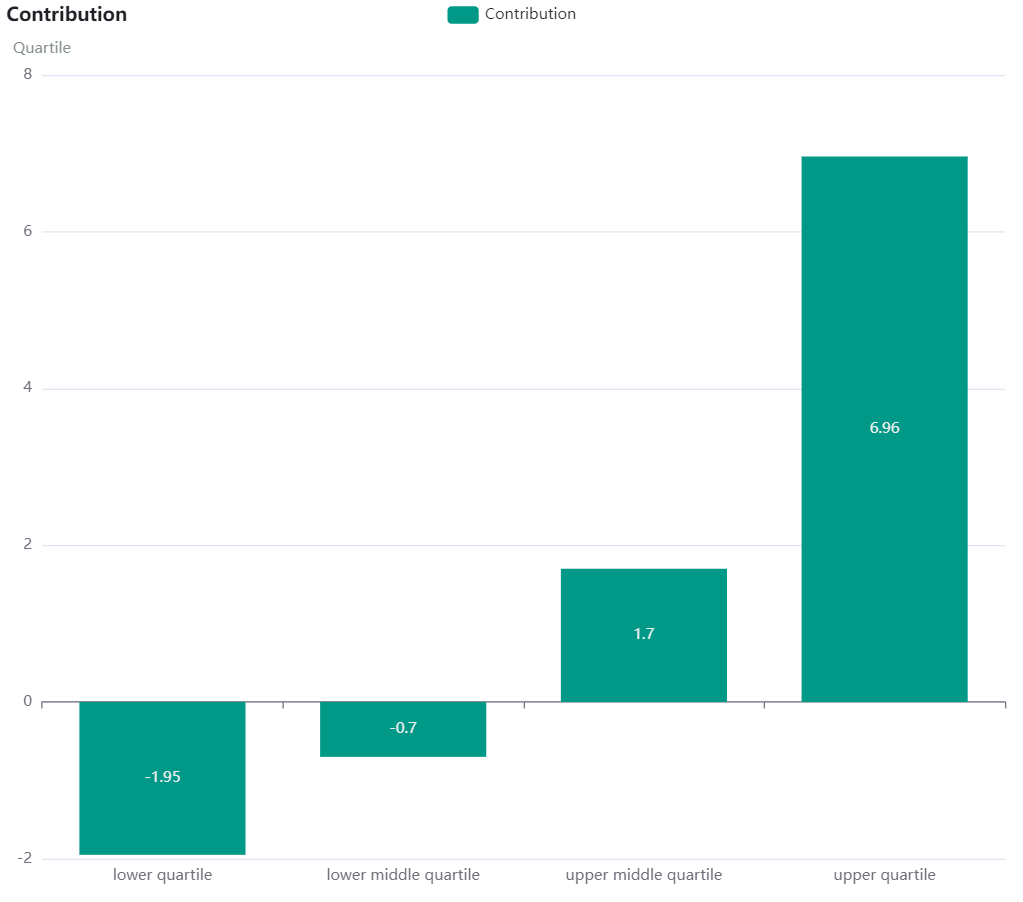 Contribution
Contribution
Quartile
8
6
4
2
0
-2
6.96
1.7
-0.7
-1.95
lower quartile
lower middle quartile
upper middle quartile
upper quartile